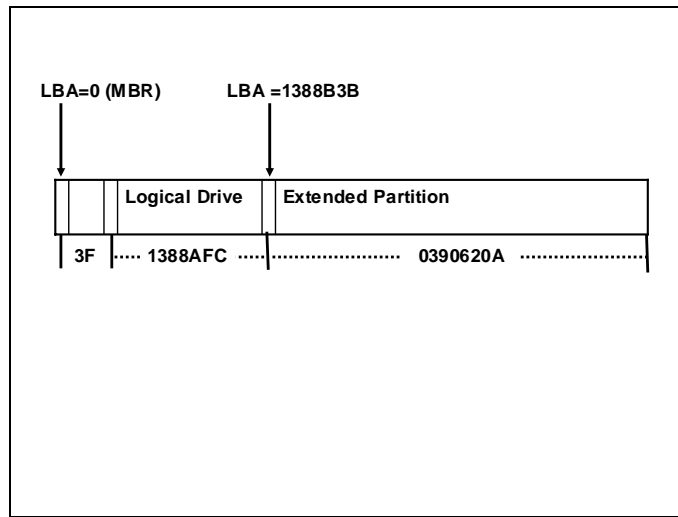 LBA=0 (MBR) LBA =1388B3B
Logical Drive Extended Partition
3F 1388AFC 0390620A